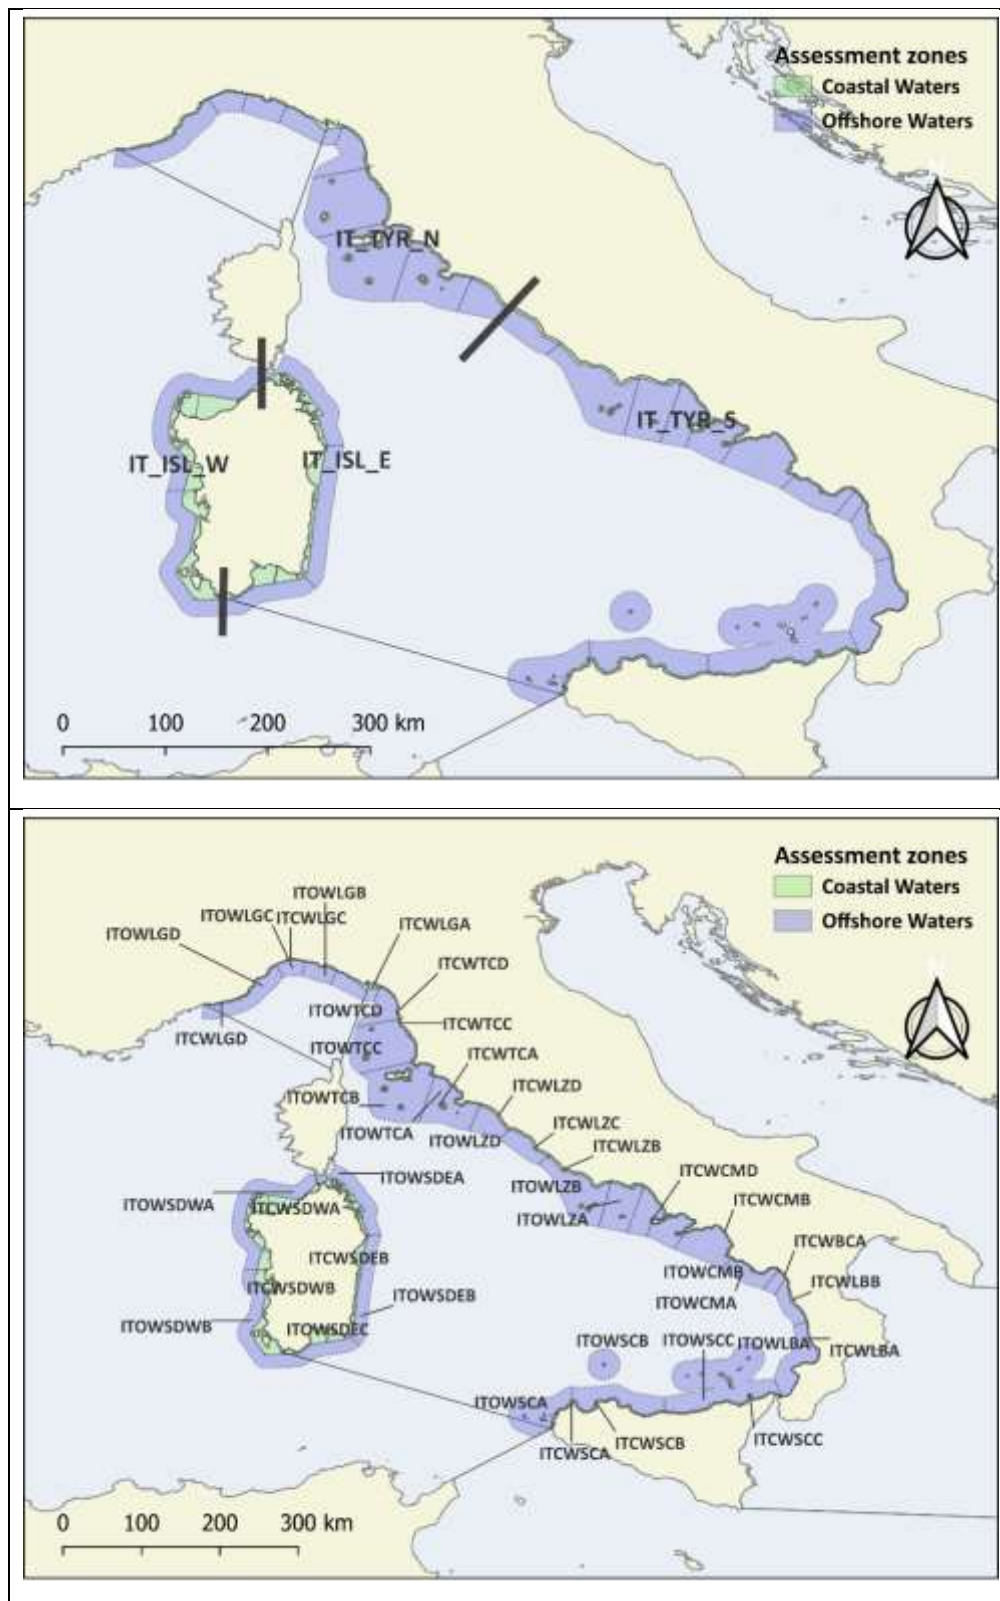 Assessment zones
Coastal Waters
Offshore Waters
IT_TYR_N
IT_TYR_S
IT_ISL_W
IT_ISL_E
0 100 200 300 km
Assessment zones
Coastal Waters
Offshore Waters
ITOWLGB
ITOWLGC ITCWLGC
ITOWLGD
ITCWLGA
ITCWTCD
ITOWTCD
ITCWTCC
ITCWLGD
ITOWTCC
ITCWTCA
ITOWTCB
ITCWLZD
ITOWTCA
ITOWLZD
ITCWLZC
ITCWLZB
ITOWSDEA
ITCWCMD
ITOWLZB
ITOWSDWA
ITCWSDWA
ITOWLZA
ITCWCMB
ITCWSDEB
ITCWBCA
ITOWCMB
ITCWSDWB
ITCWLBB
ITOWSDEB
ITOWCMA
ITOWSDWB
ITOWSDEC
ITOWSCB
ITOWSCC
ITOWLBA
ITCWLBA
ITOWSCA
ITCWSCA
ITCWSCB
ITCWSCC
0 100 200 300 km